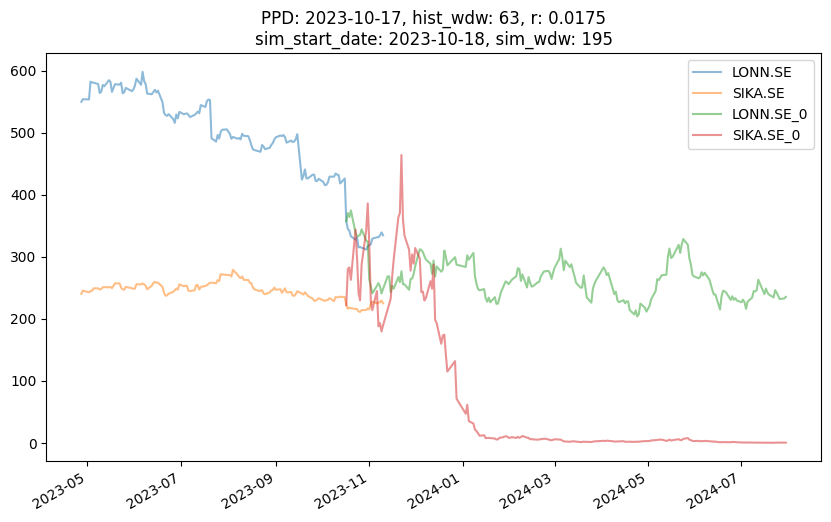 PPD: 2023-10-17, hist_wdw: 63, r: 0.0175
sim_start_date: 2023-10-18, sim_wdw: 195
LONN.SE
SIKA.SE
LONN.SE_0
SIKA.SE_0
600
500
400
300
200
100
0
2023-05
2023-07
2023-09
2023-11
2024-01
2024-03
2024-05
2024-07